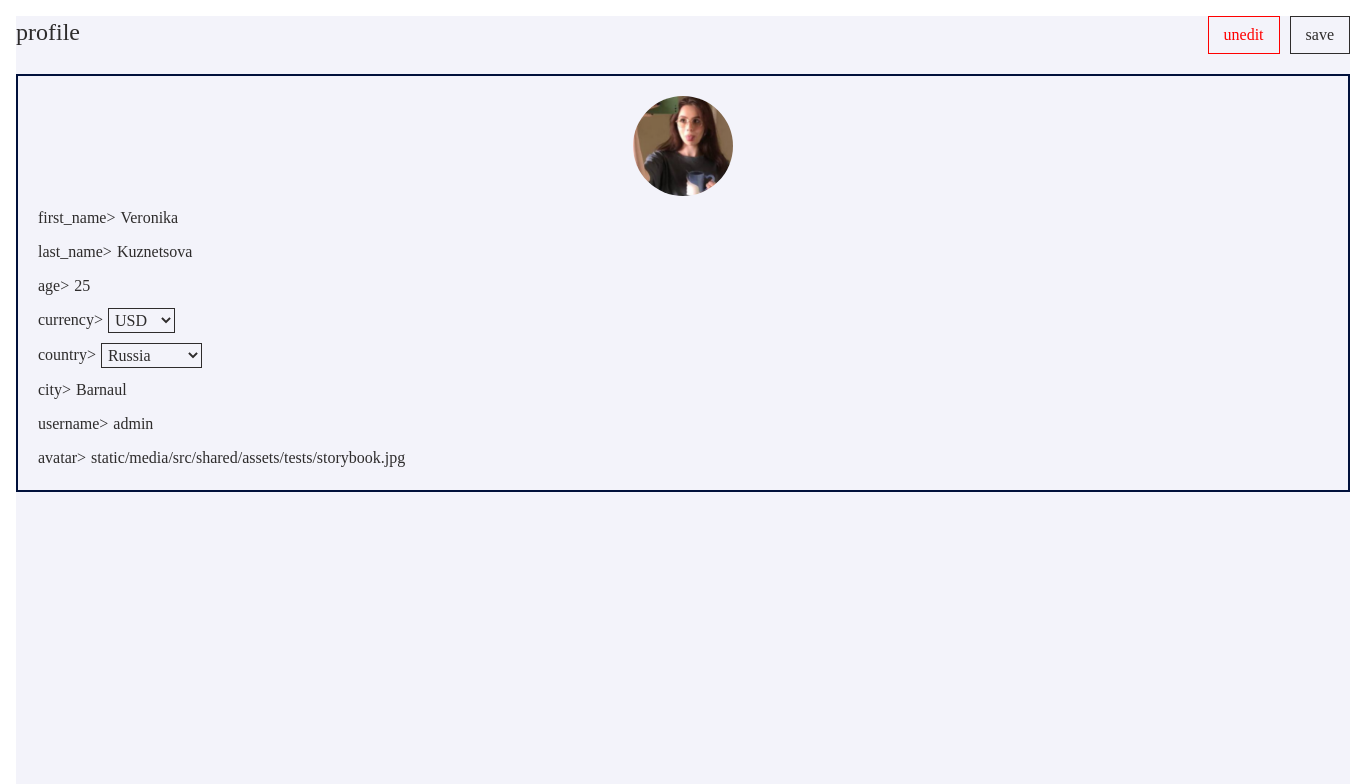 profile
unedit
save
first_name> Veronika
last_name> Kuznetsova
age> 25
currency> USD
country> Russia
city> Barnaul
username> admin
avatar> static/media/src/shared/assets/tests/storybook.jpg